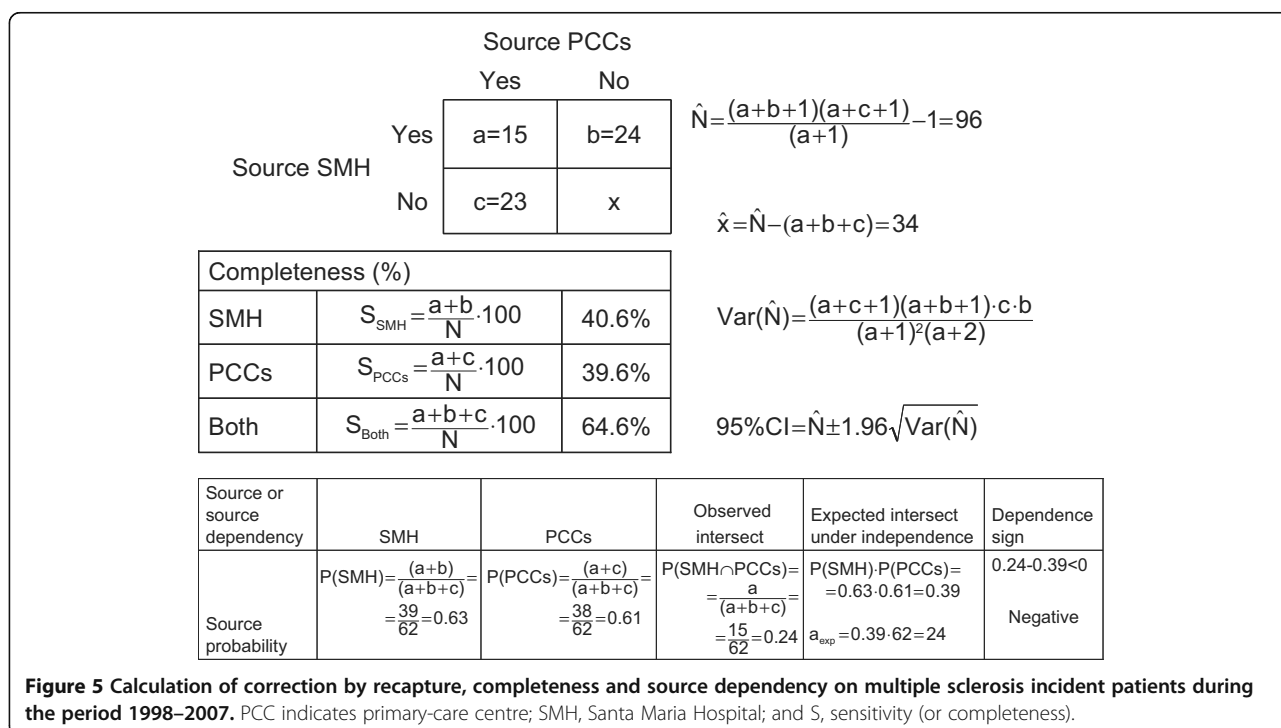 Source PCCs
Yes No
Source SMH
Yes a=15 b=24
No c=23 x
N̂=(a+b+1)(a+c+1)/(a+1)−1=96
x̂=N̂−(a+b+c)=34
Var(N̂)=(a+c+1)(a+b+1)·c·b/(a+1)²(a+2)
95%CI=N̂±1.96√Var(N̂)
Completeness (%)
SMH S_SMH=a+b/N·100 40.6%
PCCs S_PCCs=a+c/N·100 39.6%
Both S_Both=a+b+c/N·100 64.6%
Source or
source
dependency
SMH
PCCs
Observed
intersect
Expected intersect
under independence
Dependence
sign
Source
probability
P(SMH)=(a+b)/(a+b+c)=
=39/62=0.63
P(PCCs)=(a+c)/(a+b+c)=
=38/62=0.61
P(SMH∩PCCs)=
=a/(a+b+c)=
=15/62=0.24
P(SMH)·P(PCCs)=
=0.63·0.61=0.39
a_exp=0.39·62=24
0.24-0.39<0
Negative
Figure 5 Calculation of correction by recapture, completeness and source dependency on multiple sclerosis incident patients during
the period 1998–2007. PCC indicates primary-care centre; SMH, Santa Maria Hospital; and S, sensitivity (or completeness).